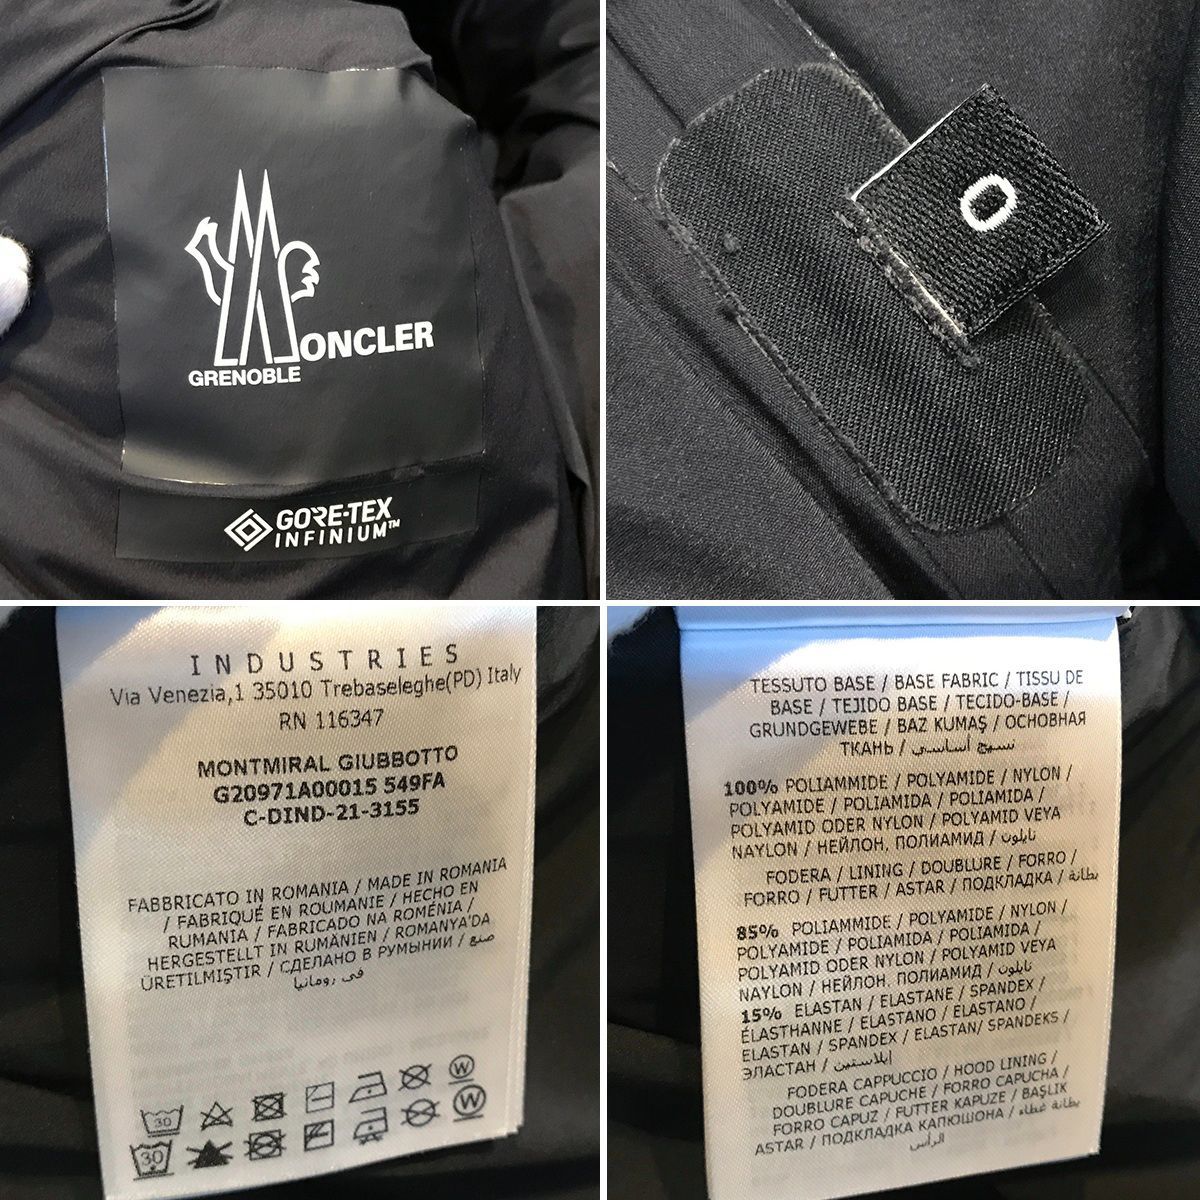 MONCLER
GRENOBLE
GORE-TEX
INFINIUM™
0
INDUSTRIES
Via Venezia,1 35010 Trebaseleghe(PD) Italy
RN 116347
MONTMIRAL GIUBBOTTO
G20971A00015 549FA
C-DIND-21-3155
FABBRICATO IN ROMANIA / MADE IN ROMANIA
/ FABRIQUÉ EN ROUMANIE / HECHO EN
RUMANIA / FABRICADO NA ROMÉNIA /
HERGESTELLT IN RUMÄNIEN / ROMANYA'DA
ÜRETILMIŞTIR / СДЕЛАНО В РУМЫНИИ / صنع
في رومانيا
30
W
30
W
TESSUTO BASE / BASE FABRIC / TISSU DE
BASE / TEJIDO BASE / TECIDO-BASE /
GRUNDGEWEBE / BAZ KUMAŞ / ОСНОВНАЯ
ТКАНЬ / نسيج أساسي
100% POLIAMMIDE / POLYAMIDE / NYLON /
POLYAMIDE / POLIAMIDA / POLIAMIDA /
POLYAMID ODER NYLON / POLYAMID VEYA
NAYLON / НЕЙЛОН, ПОЛИАМИД / نايلون
FODERA / LINING / DOUBLURE / FORRO /
FORRO / FUTTER / ASTAR / ПОДКЛАДКА / بطانة
85% POLIAMMIDE / POLYAMIDE / NYLON /
POLYAMIDE / POLIAMIDA / POLIAMIDA /
POLYAMID ODER NYLON / POLYAMID VEYA
NAYLON / НЕЙЛОН, ПОЛИАМИД / نايلون
15% ELASTAN / ELASTANE / SPANDEX /
ÉLASTHANNE / ELASTANO / ELASTANO /
ELASTAN / SPANDEX / ELASTAN/ SPANDEKS /
ЭЛАСТАН / إيلاستين
FODERA CAPPUCCIO / HOOD LINING /
DOUBLURE CAPUCHE / FORRO CAPUCHA /
FORRO CAPUZ / FUTTER KAPUZE / BAŞLIK
ASTAR / ПОДКЛАДКА КАПЮШОНА / بطانة غطاء
الرأس